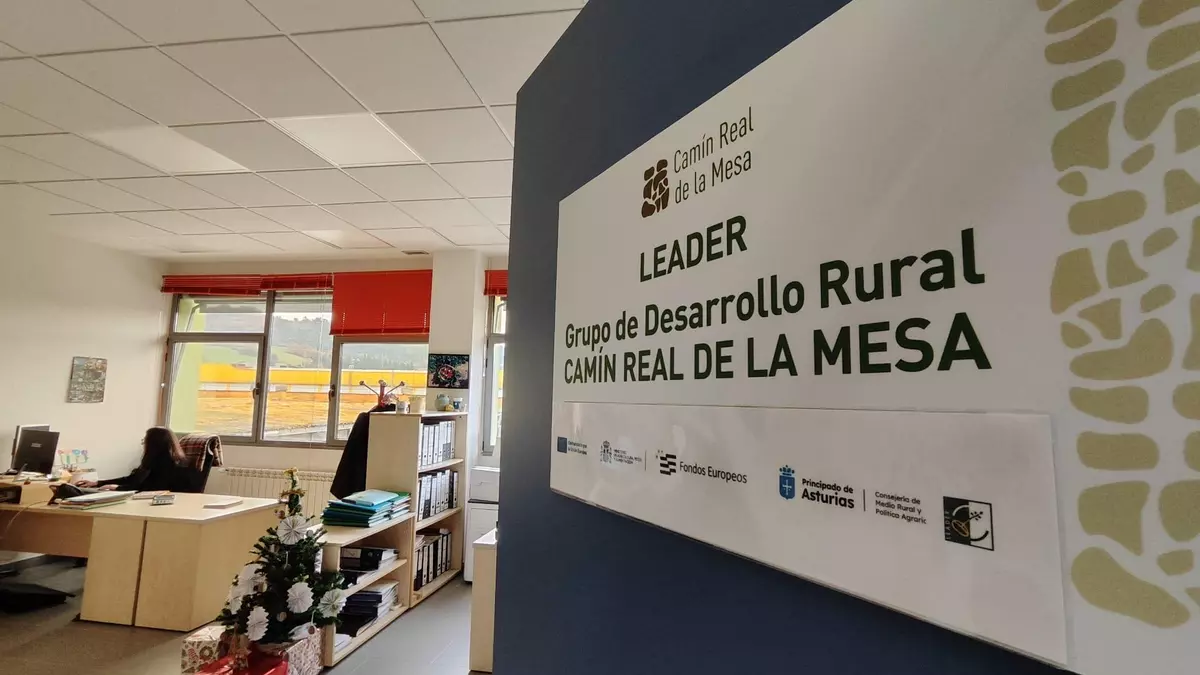 Camín Real
de la Mesa
LEADER
Grupo de Desarrollo Rural
CAMÍN REAL DE LA MESA
Fondos Europeos
Principado de
Asturias
Consejería de
Medio Rural y
Política Agraria
LEADER